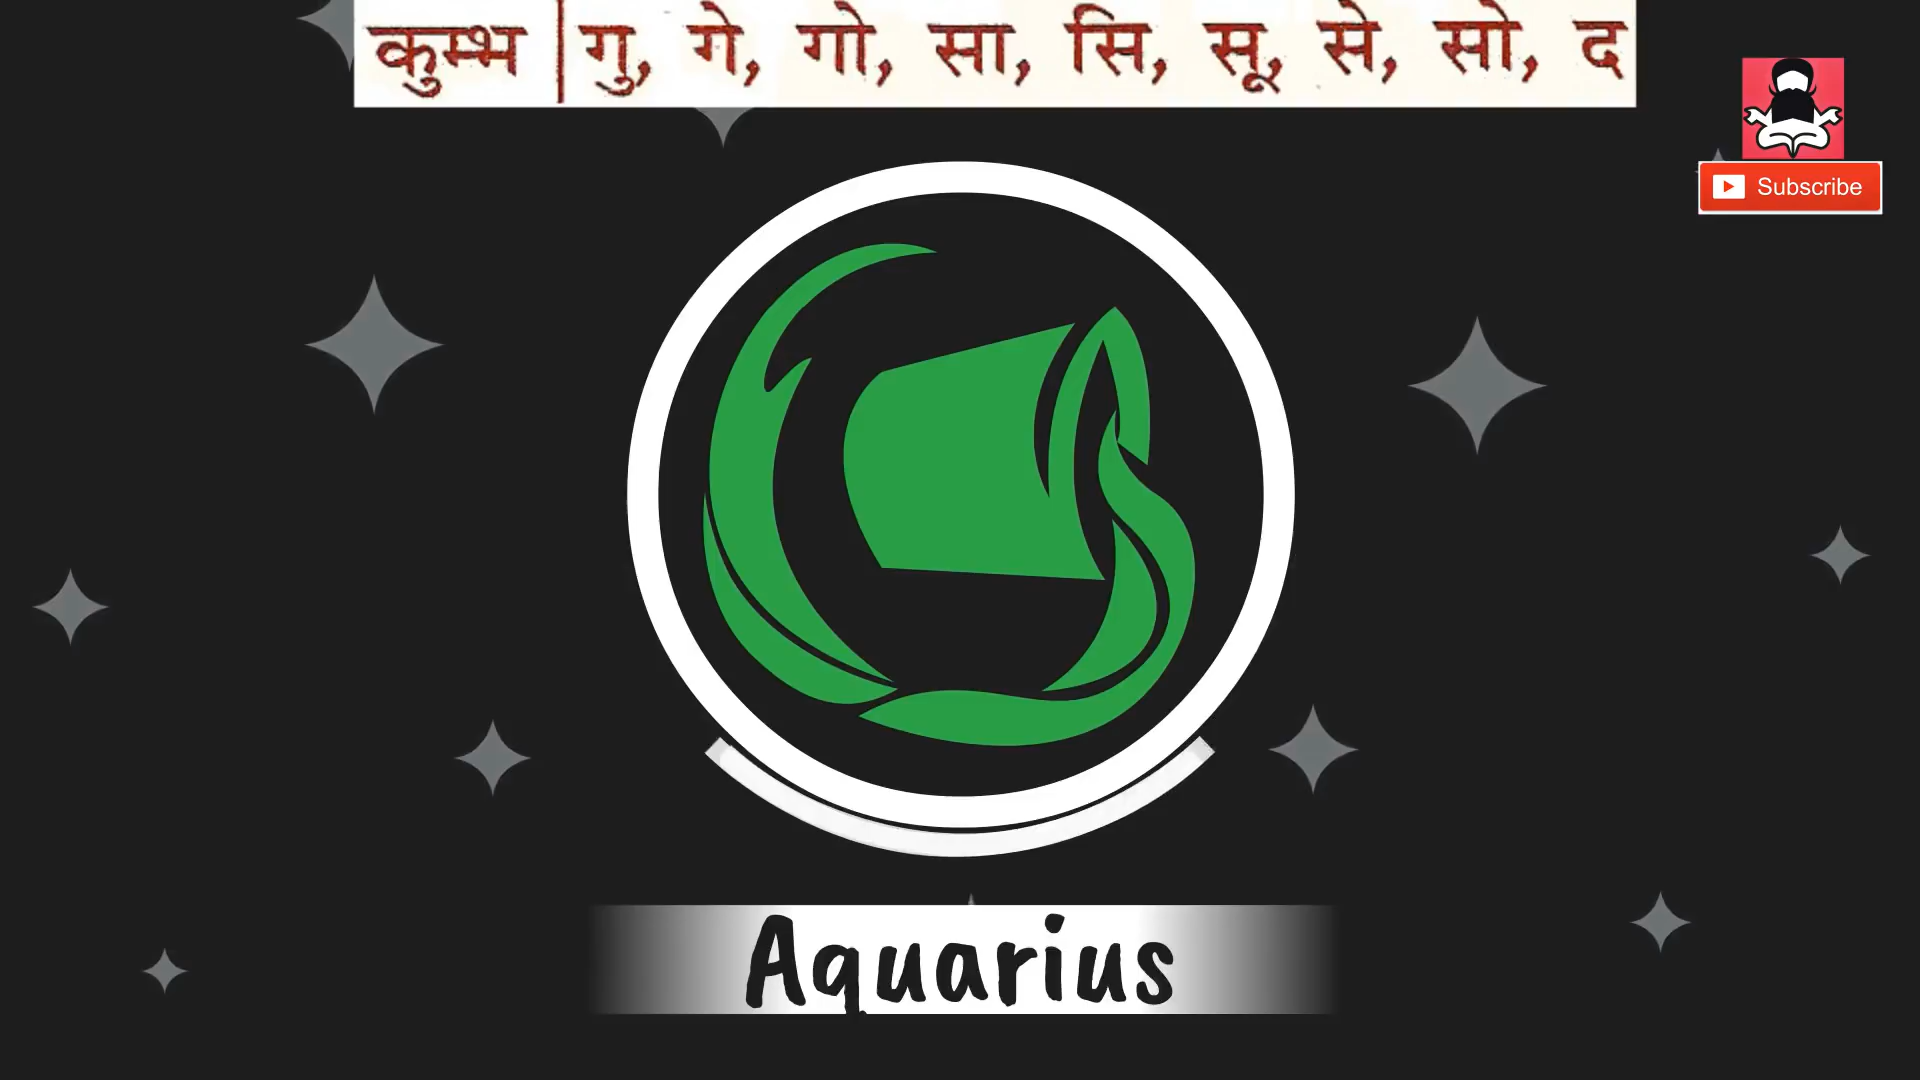 कुम्भ | गु, गे, गो, सा, सि, सू, से, सो, द
Subscribe
Aquarius